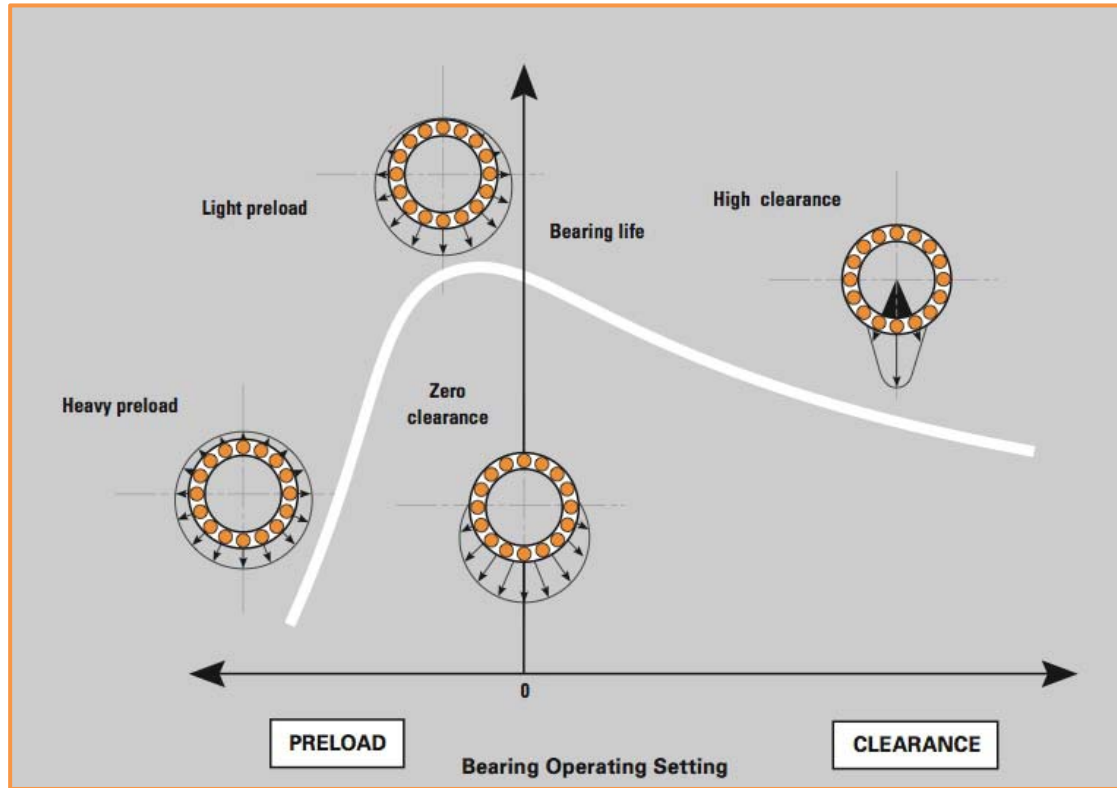 Light preload
High clearance
Bearing life
Heavy preload
Zero
clearance
0
PRELOAD
CLEARANCE
Bearing Operating Setting